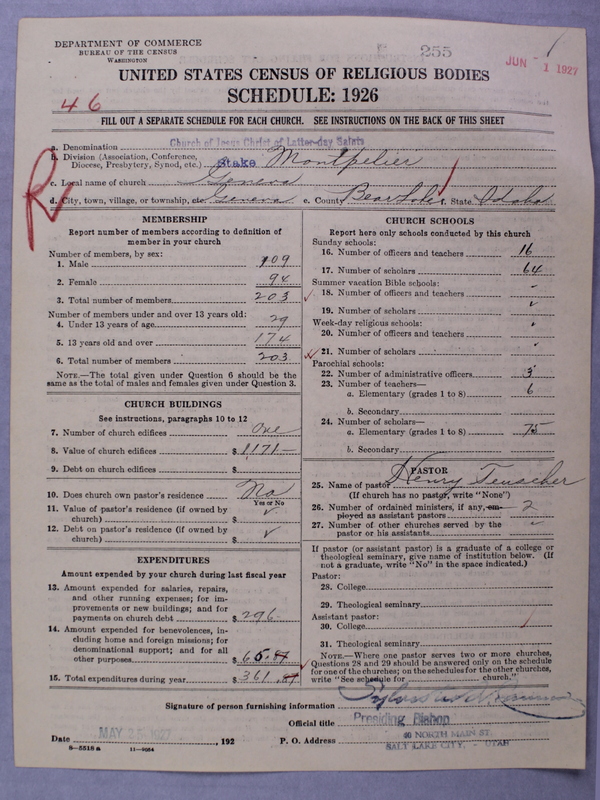 DEPARTMENT OF COMMERCE
BUREAU OF THE CENSUS
WASHINGTON
255
JUN 1 1927
UNITED STATES CENSUS OF RELIGIOUS BODIES
SCHEDULE: 1926
46
FILL OUT A SEPARATE SCHEDULE FOR EACH CHURCH. SEE INSTRUCTIONS ON THE BACK OF THIS SHEET
R
a. Denomination Church of Jesus Christ of Latter-day Saints
b. Division (Association, Conference, Diocese, Presbytery, Synod, etc.) Stake Montpelier
c. Local name of church Geneva
d. City, town, village, or township, etc. Geneva e. County Bear Lake f. State Idaho
MEMBERSHIP
Report number of members according to definition of
member in your church
Number of members, by sex:
1. Male 109
2. Female 94
3. Total number of members 203
Number of members under and over 13 years old:
4. Under 13 years of age 29
5. 13 years old and over 174
6. Total number of members 203
NOTE.—The total given under Question 6 should be the
same as the total of males and females given under Question 3.
CHURCH BUILDINGS
See instructions, paragraphs 10 to 12
7. Number of church edifices One
8. Value of church edifices $ 1171—
9. Debt on church edifices $
10. Does church own pastor's residence No
Yes or No
11. Value of pastor's residence (if owned by
church) $ ✓
12. Debt on pastor's residence (if owned by
church) $ ✓
EXPENDITURES
Amount expended by your church during last fiscal year
13. Amount expended for salaries, repairs,
and other running expenses; for im-
provements or new buildings; and for
payments on church debt $ 296.
14. Amount expended for benevolences, in-
cluding home and foreign missions; for
denominational support; and for all
other purposes $ 65.
15. Total expenditures during year $ 361.
CHURCH SCHOOLS
Report here only schools conducted by this church
Sunday schools:
16. Number of officers and teachers 16
17. Number of scholars 64
Summer vacation Bible schools:
18. Number of officers and teachers
19. Number of scholars ✓
Week-day religious schools:
20. Number of officers and teachers
21. Number of scholars
Parochial schools:
22. Number of administrative officers 3
23. Number of teachers—
a. Elementary (grades 1 to 8) 6
b. Secondary
24. Number of scholars—
a. Elementary (grades 1 to 8) 75
b. Secondary
PASTOR
25. Name of pastor Henry Teuscher
(If church has no pastor, write "None")
26. Number of ordained ministers, if any, em-
ployed as assistant pastors 2
27. Number of other churches served by the
pastor or his assistants ✓
If pastor (or assistant pastor) is a graduate of a college or
theological seminary, give name of institution below. (If
not a graduate, write "No" in the space indicated.)
Pastor:
28. College
29. Theological seminary
Assistant pastor:
30. College
31. Theological seminary
NOTE.—Where one pastor serves two or more churches,
Questions 28 and 29 should be answered only on the schedule
for one of the churches; on the schedules for the other churches,
write "See schedule for church."
Signature of person furnishing information
Official title Presiding Bishop
Date MAY 25 1927, 192 P. O. Address 40 NORTH MAIN ST.
SALT LAKE CITY, - UTAH
8—5518 a 11—9064